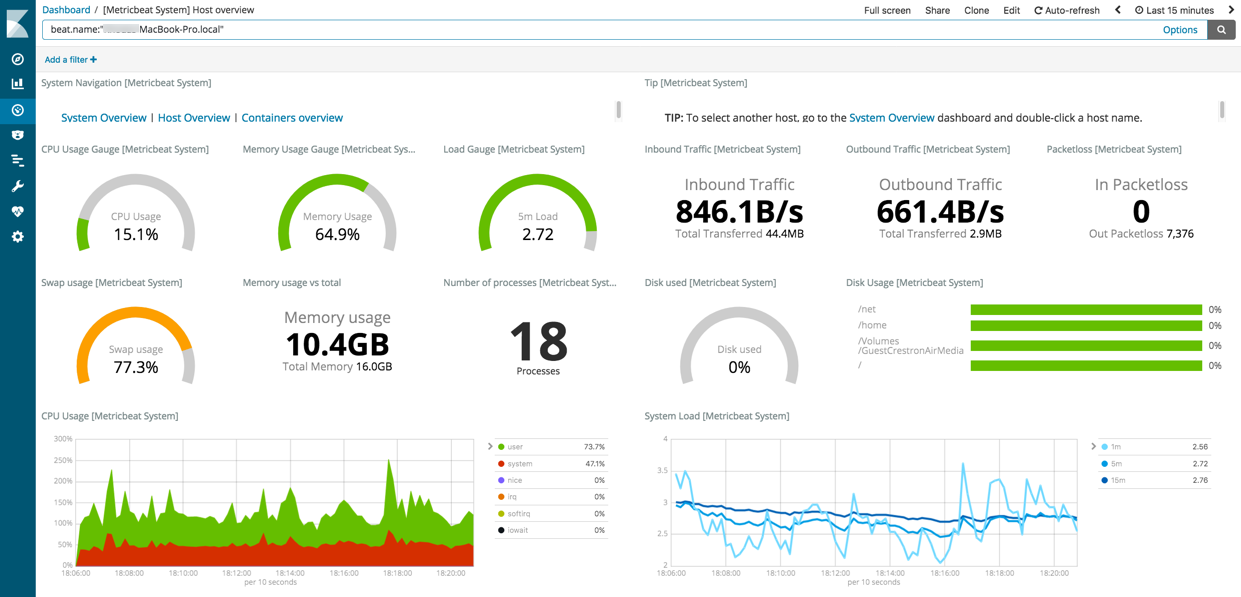 Dashboard / [Metricbeat System] Host overview
Full screen Share Clone Edit Auto-refresh Last 15 minutes
beat.name:" MacBook-Pro.local"
Options
Add a filter +
System Navigation [Metricbeat System]
System Overview | Host Overview | Containers overview
Tip [Metricbeat System]
TIP: To select another host, go to the System Overview dashboard and double-click a host name.
CPU Usage Gauge [Metricbeat System]
CPU Usage
15.1%
Memory Usage Gauge [Metricbeat Sys...
Memory Usage
64.9%
Load Gauge [Metricbeat System]
5m Load
2.72
Inbound Traffic [Metricbeat System]
Inbound Traffic
846.1B/s
Total Transferred 44.4MB
Outbound Traffic [Metricbeat System]
Outbound Traffic
661.4B/s
Total Transferred 2.9MB
Packetloss [Metricbeat System]
In Packetloss
0
Out Packetloss 7,376
Swap usage [Metricbeat System]
Swap usage
77.3%
Memory usage vs total
Memory usage
10.4GB
Total Memory 16.0GB
Number of processes [Metricbeat Syst...
18
Processes
Disk used [Metricbeat System]
Disk used
0%
Disk Usage [Metricbeat System]
/net 0%
/home 0%
/Volumes
/GuestCrestronAirMedia 0%
/ 0%
CPU Usage [Metricbeat System]
300%
250%
200%
150%
100%
50%
0%
18:06:00 18:08:00 18:10:00 18:12:00 18:14:00 18:16:00 18:18:00 18:20:00
per 10 seconds
user 73.7%
system 47.1%
nice 0%
irq 0%
softirq 0%
iowait 0%
System Load [Metricbeat System]
4
3.5
3
2.5
2
18:06:00 18:08:00 18:10:00 18:12:00 18:14:00 18:16:00 18:18:00 18:20:00
per 10 seconds
1m 2.56
5m 2.72
15m 2.76